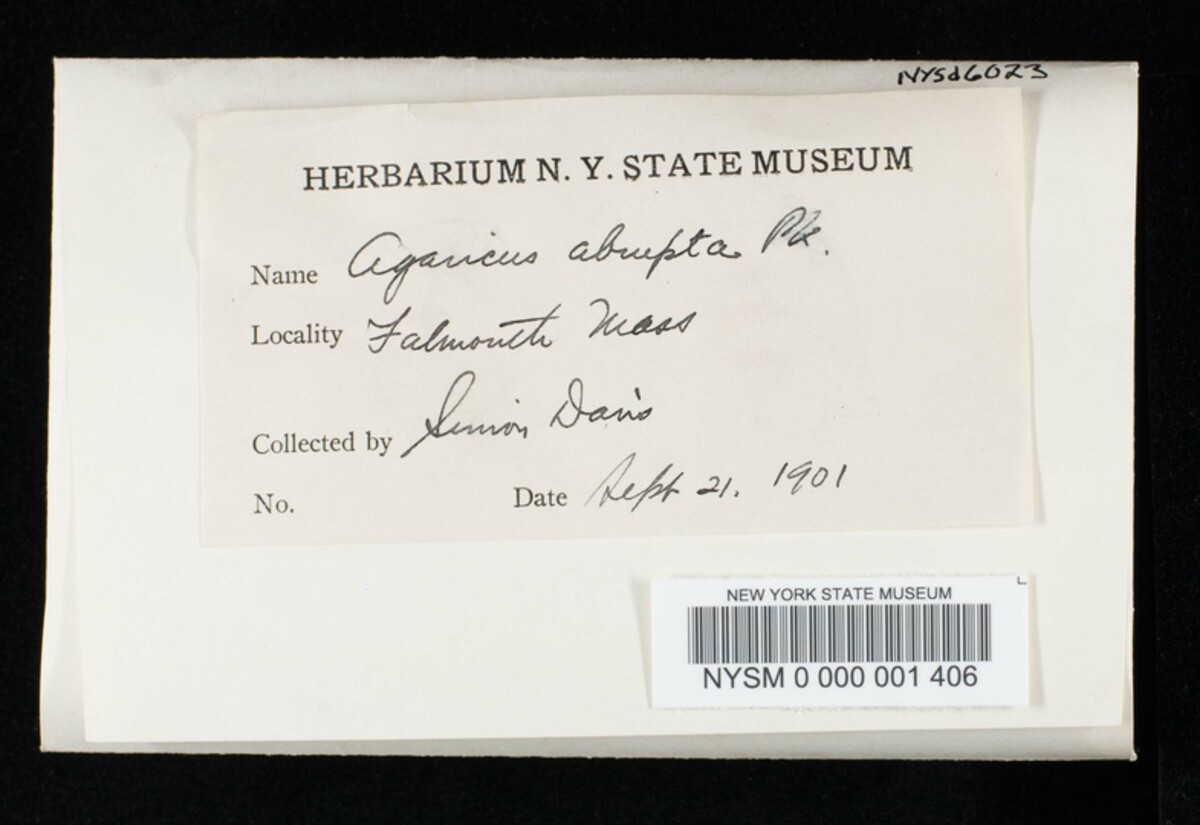 NYSd6023
HERBARIUM N. Y. STATE MUSEUM
Name Agaricus abrupta Pk.
Locality Falmouth Mass
Collected by Simon Davis
No. Date Sept 21. 1901
NEW YORK STATE MUSEUM
NYSM 0 000 001 406